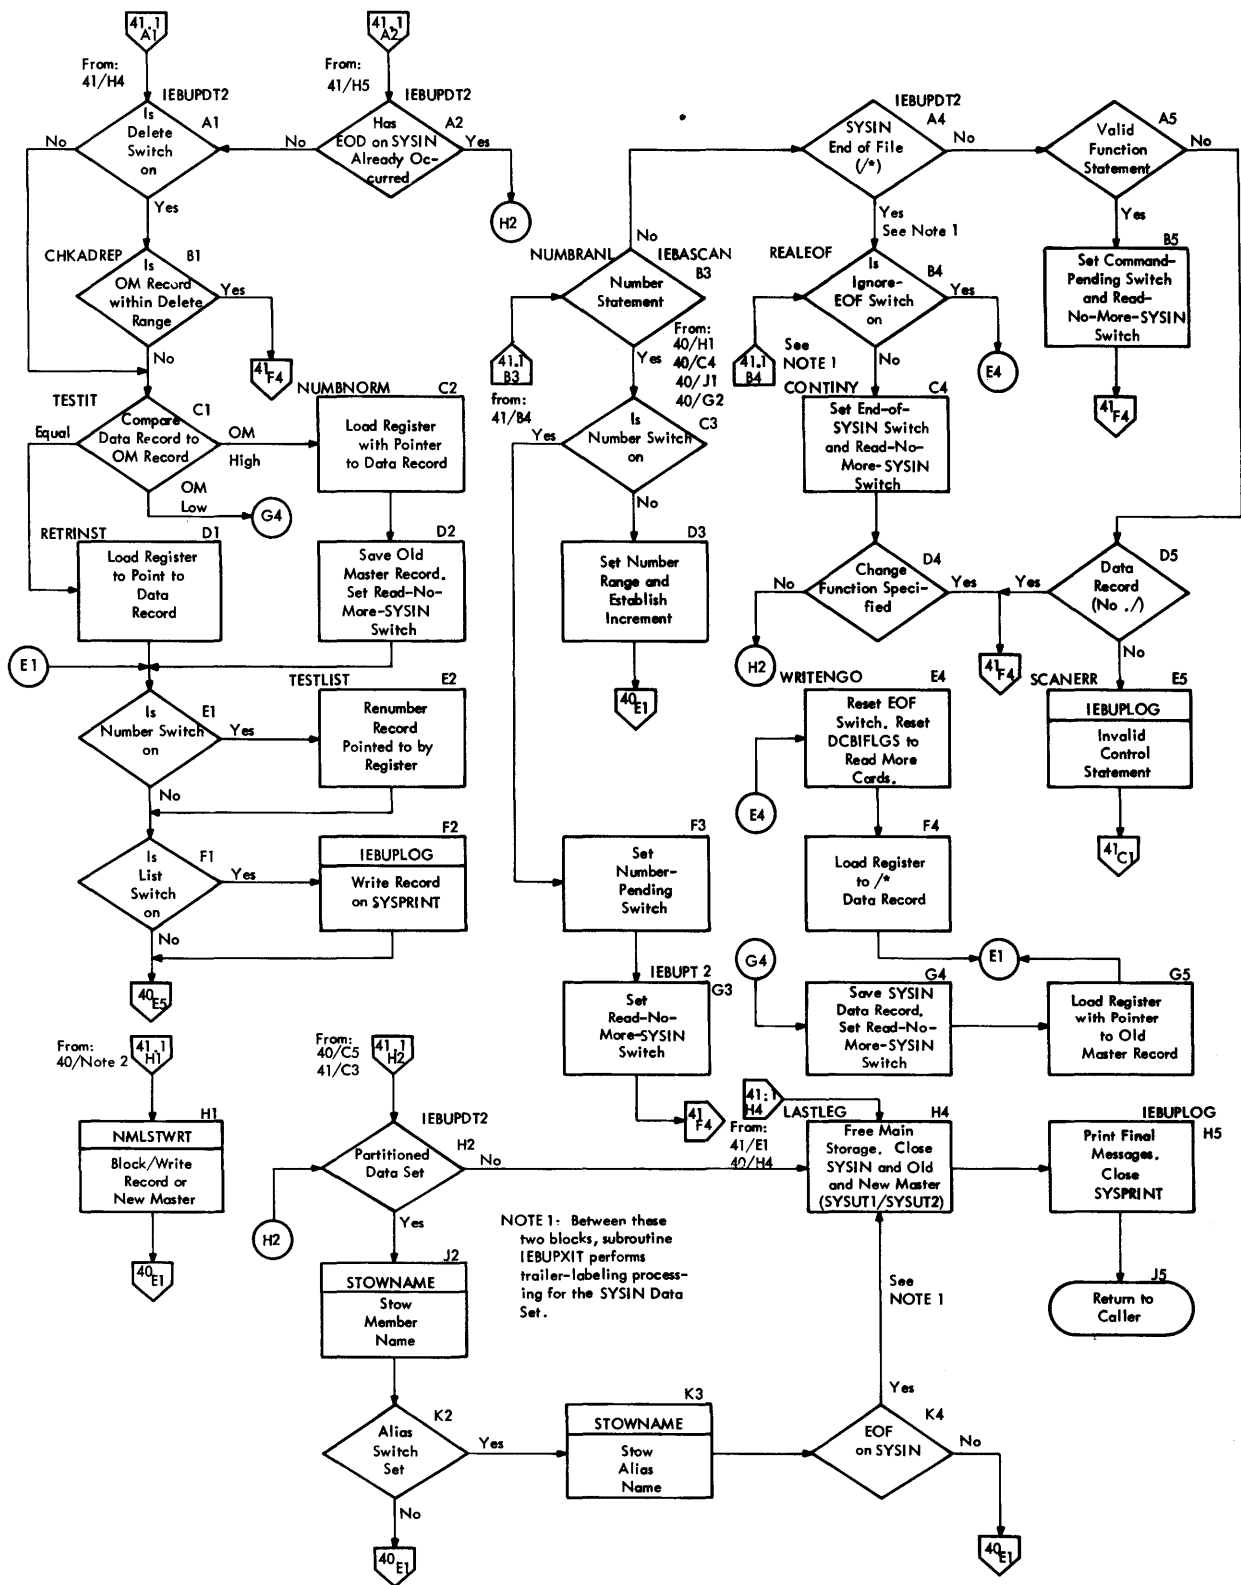 41.1
A1
From:
41/H4
IEBUPDT2
A1
Is
Delete
Switch
on
No
Yes
41.1
A2
From:
41/H5
IEBUPDT2
A2
Has
EOD on SYSIN
Already Oc-
curred
No
Yes
H2
CHKADREP
B1
Is
OM Record
within Delete
Range
Yes
No
41
F4
TESTIT
C1
Compare
Data Record to
OM Record
Equal
OM
High
OM
Low
G4
NUMBNORM
C2
Load Register
with Pointer
to Data Record
RETRINST
D1
Load Register
to Point to
Data
Record
D2
Save Old
Master Record.
Set Read-No-
More-SYSIN
Switch
E1
E1
Is
Number Switch
on
Yes
No
TESTLIST
E2
Renumber
Record
Pointed to by
Register
F1
Is
List
Switch
on
Yes
No
F2
IEBUPLOG
Write Record
on SYSPRINT
40
E5
From:
40/Note 2
41.1
H1
H1
NMLSTWRT
Block/Write
Record or
New Master
40
E1
NUMBRANL
IEBASCAN
B3
Number
Statement
No
Yes
41.1
B3
from:
41/B4
From:
40/H1
40/C4
40/J1
40/G2
C3
Is
Number Switch
on
Yes
No
D3
Set Number
Range and
Establish
Increment
40
E1
F3
Set
Number-
Pending
Switch
IEBUPT 2
G3
Set
Read-No-
More-SYSIN
Switch
41
F4
IEBUPDT2
A4
SYSIN
End of File
(/*)
No
Yes
See Note 1
A5
Valid
Function
Statement
No
Yes
REALEOF
B4
Is
Ignore-
EOF Switch
on
Yes
No
41.1
B4
See
NOTE 1
E4
B5
Set Command-
Pending Switch
and Read-
No-More-SYSIN
Switch
41
F4
CONTINY
C4
Set End-of-
SYSIN Switch
and Read-No-
More-SYSIN
Switch
D4
Change
Function Speci-
fied
No
Yes
H2
41
F4
D5
Data
Record
(No ./)
Yes
No
WRITENGO
E4
Reset EOF
Switch. Reset
DCBIFLGS to
Read More
Cards.
E4
SCANERR
E5
IEBUPLOG
Invalid
Control
Statement
41
C1
F4
Load Register
to /*
Data Record
E1
G4
G4
Save SYSIN
Data Record.
Set Read-No-
More-SYSIN
Switch
G5
Load Register
with Pointer
to Old
Master Record
From:
40/C5
41/C3
41.1
H2
IEBUPDT2
H2
Partitioned
Data Set
No
Yes
H2
41.1
H4
From:
41/E1
40/H4
LASTLEG
H4
Free Main
Storage. Close
SYSIN and Old
and New Master
(SYSUT1/SYSUT2)
IEBUPLOG
H5
Print Final
Messages.
Close
SYSPRINT
J5
Return to
Caller
NOTE 1: Between these
two blocks, subroutine
IEBUPXIT performs
trailer-labeling process-
ing for the SYSIN Data
Set.
See
NOTE 1
J2
STOWNAME
Stow
Member
Name
K2
Alias
Switch
Set
Yes
No
K3
STOWNAME
Stow
Alias
Name
K4
EOF
on SYSIN
Yes
No
40
E1
40
E1